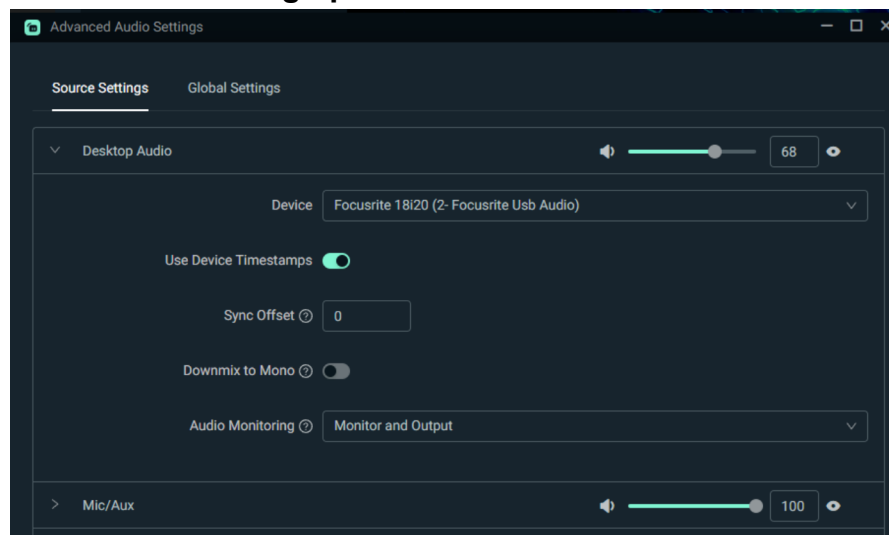 Advanced Audio Settings
Source Settings Global Settings
Desktop Audio 68
Device Focusrite 18i20 (2- Focusrite Usb Audio)
Use Device Timestamps
Sync Offset ? 0
Downmix to Mono ?
Audio Monitoring ? Monitor and Output
Mic/Aux 100